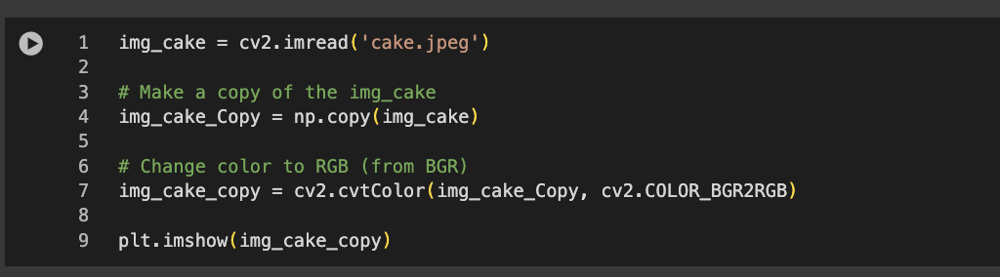 1 img_cake = cv2.imread('cake.jpeg')
2
3 # Make a copy of the img_cake
4 img_cake_Copy = np.copy(img_cake)
5
6 # Change color to RGB (from BGR)
7 img_cake_copy = cv2.cvtColor(img_cake_Copy, cv2.COLOR_BGR2RGB)
8
9 plt.imshow(img_cake_copy)